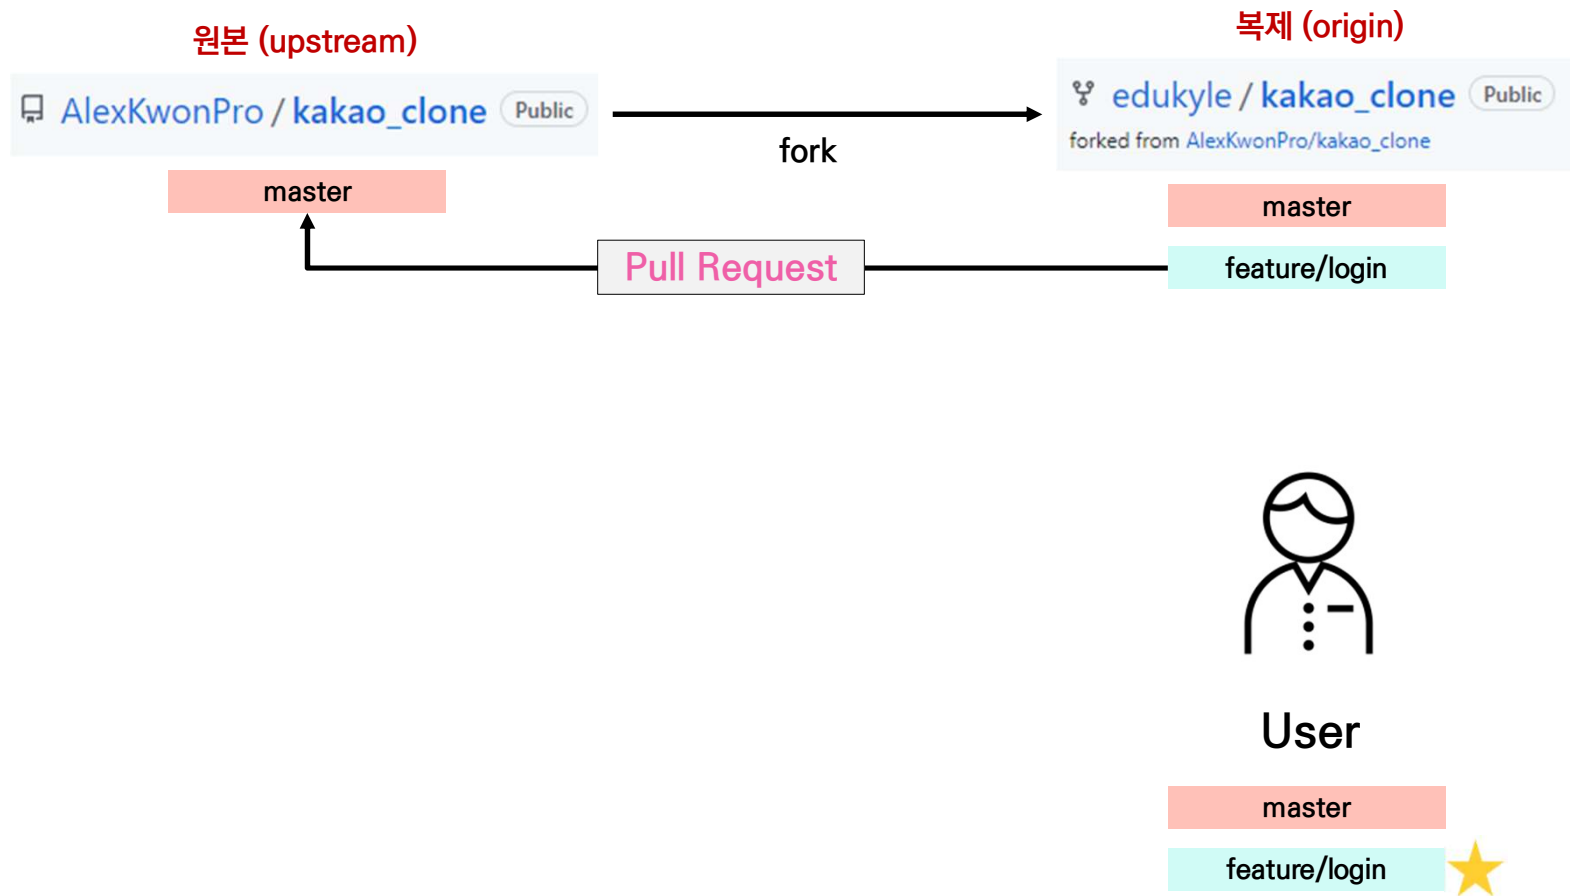 원본 (upstream)
AlexKwonPro / kakao_clone Public
master
fork
복제 (origin)
edukyle / kakao_clone Public
forked from AlexKwonPro/kakao_clone
master
feature/login
Pull Request
User
master
feature/login